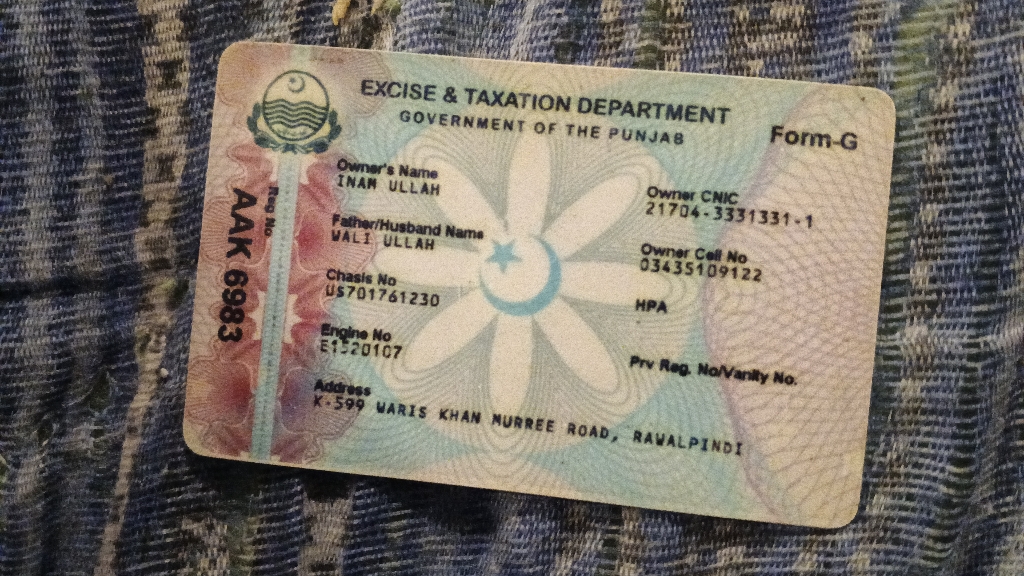 EXCISE & TAXATION DEPARTMENT
GOVERNMENT OF THE PUNJAB
Form-G
Reg No
AAK 6983
Owner's Name
INAM ULLAH
Father/Husband Name
WALI ULLAH
Chasis No
US701761230
Engine No
E1320107
Address
K-599 WARIS KHAN MURREE ROAD, RAWALPINDI
Owner CNIC
21704-3331331-1
Owner Cell No
03435109122
HPA
Prv Reg. No/Vanity No.